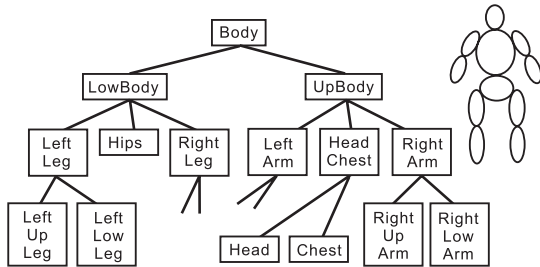 Body
LowBody
UpBody
Left
Leg
Hips
Right
Leg
Left
Arm
Head
Chest
Right
Arm
Left
Up
Leg
Left
Low
Leg
Head
Chest
Right
Up
Arm
Right
Low
Arm